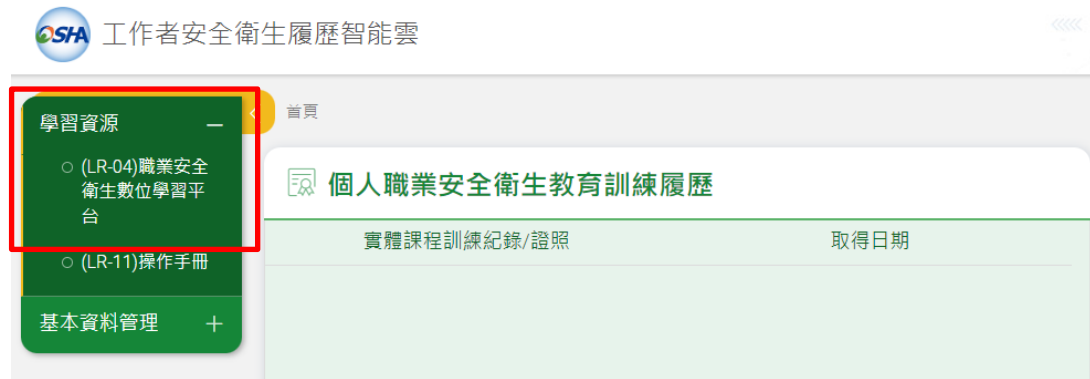 OSHA 工作者安全衛生履歷智能雲
學習資源 −
○ (LR-04)職業安全
衛生數位學習平
台
○ (LR-11)操作手冊
基本資料管理 +
首頁
個人職業安全衛生教育訓練履歷
實體課程訓練紀錄/證照 取得日期